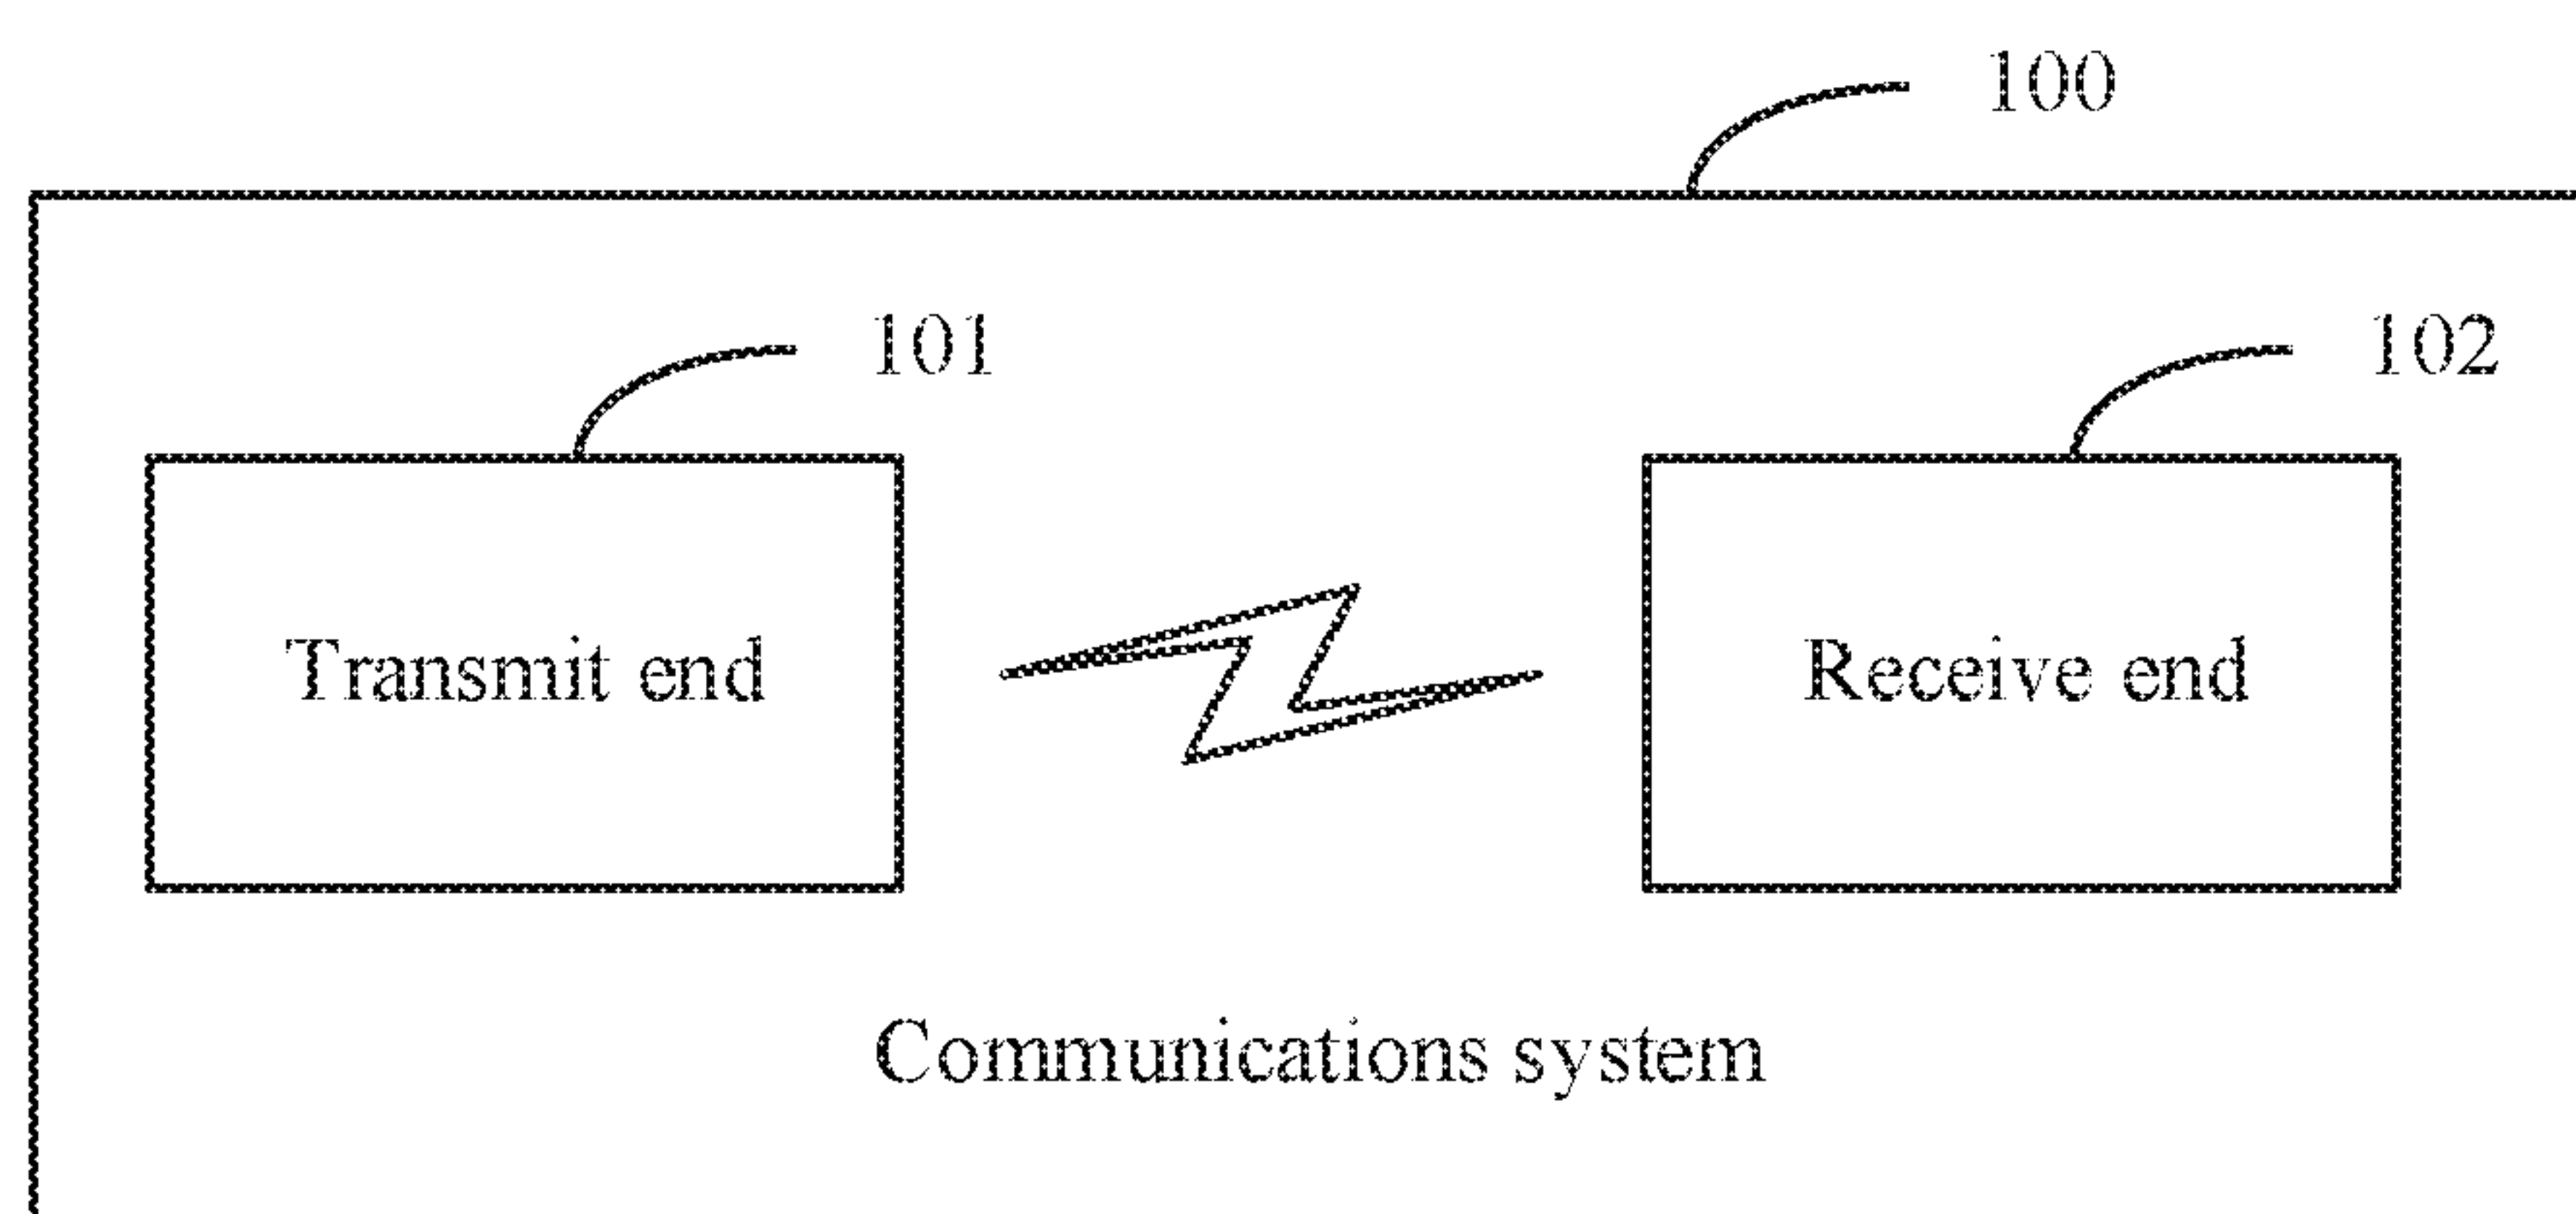 100
101
102
Transmit end
Receive end
Communications system